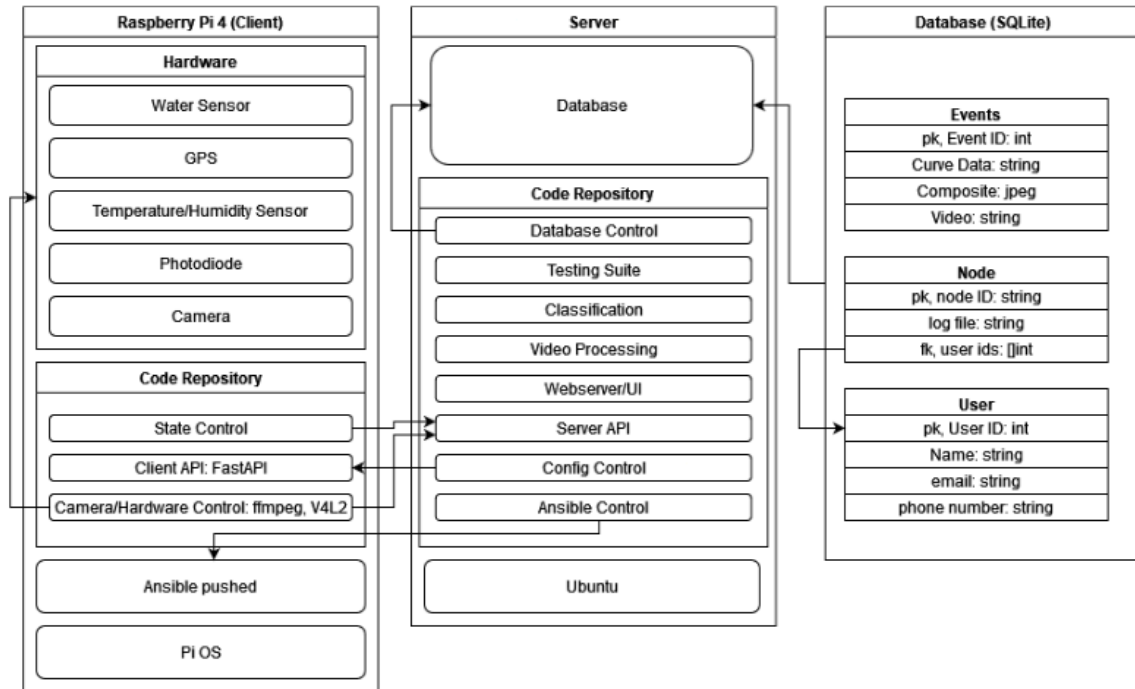 Raspberry Pi 4 (Client)
Hardware
Water Sensor
GPS
Temperature/Humidity Sensor
Photodiode
Camera
Code Repository
State Control
Client API: FastAPI
Camera/Hardware Control: ffmpeg, V4L2
Ansible pushed
Pi OS
Server
Database
Code Repository
Database Control
Testing Suite
Classification
Video Processing
Webserver/UI
Server API
Config Control
Ansible Control
Ubuntu
Database (SQLite)
Events
pk, Event ID: int
Curve Data: string
Composite: jpeg
Video: string
Node
pk, node ID: string
log file: string
fk, user ids: []int
User
pk, User ID: int
Name: string
email: string
phone number: string